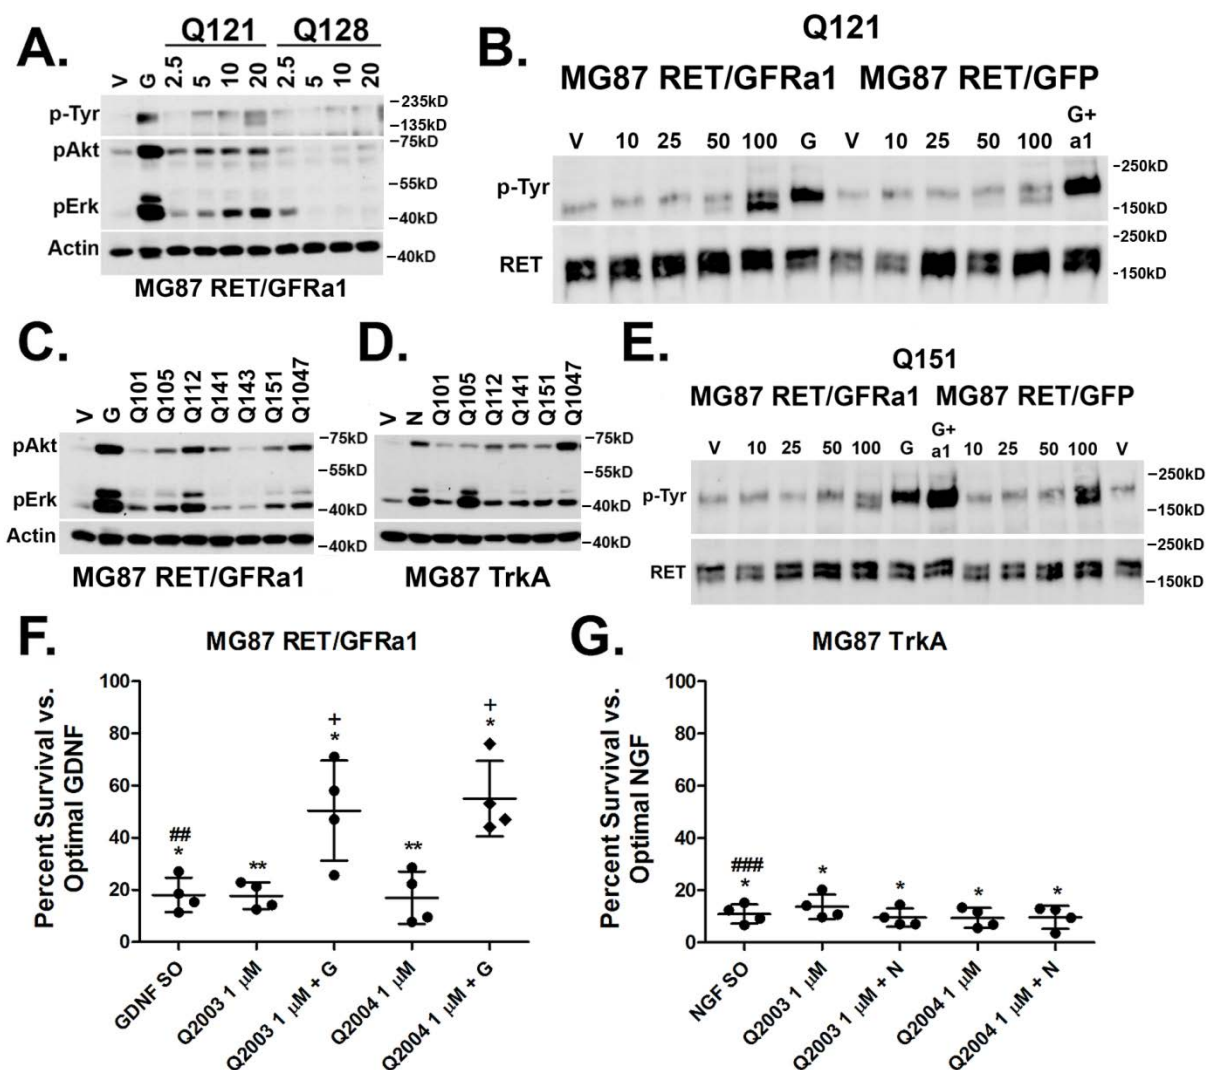 A.
Q121 Q128
V G 2.5 5 10 20 2.5 5 10 20
p-Tyr
–235kD
–135kD
pAkt
–75kD
–55kD
pErk
–40kD
Actin
–40kD
MG87 RET/GFRa1
B.
Q121
MG87 RET/GFRa1 MG87 RET/GFP
V 10 25 50 100 G V 10 25 50 100 G+ a1
p-Tyr
-250kD
-150kD
RET
-250kD
-150kD
C.
V G Q101 Q105 Q112 Q141 Q143 Q151 Q1047
pAkt
–75kD
–55kD
pErk
–40kD
Actin
–40kD
MG87 RET/GFRa1
D.
V N Q101 Q105 Q112 Q141 Q151 Q1047
–75kD
–55kD
–40kD
–40kD
MG87 TrkA
E.
Q151
MG87 RET/GFRa1 MG87 RET/GFP
V 10 25 50 100 G G+ a1 10 25 50 100 V
p-Tyr
-250kD
-150kD
RET
-250kD
-150kD
F.
MG87 RET/GFRa1
Percent Survival vs.
Optimal GDNF
100
80
60
40
20
0
##
*
**
+
*
**
+
*
GDNF SO
Q2003 1 µM
Q2003 1 µM + G
Q2004 1 µM
Q2004 1 µM + G
G.
MG87 TrkA
Percent Survival vs.
Optimal NGF
100
80
60
40
20
0
###
*
*
*
*
*
NGF SO
Q2003 1 µM
Q2003 1 µM + N
Q2004 1 µM
Q2004 1 µM + N